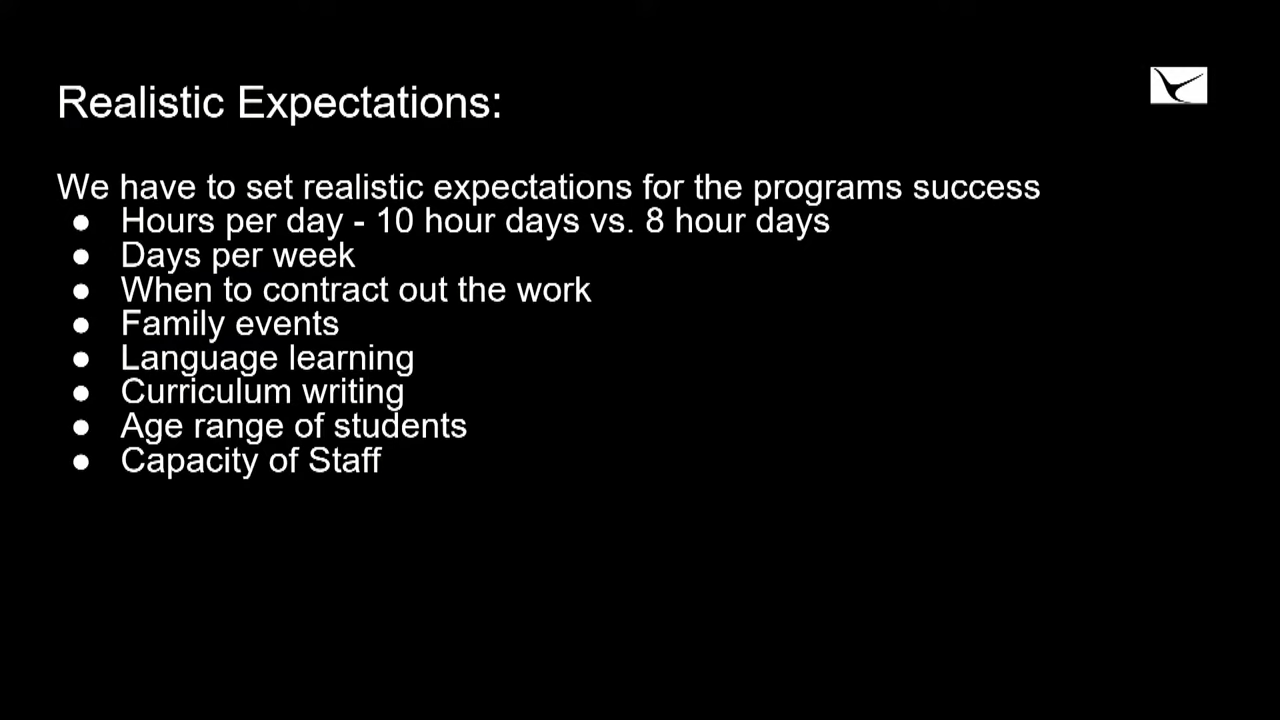 Realistic Expectations:
We have to set realistic expectations for the programs success
● Hours per day - 10 hour days vs. 8 hour days
● Days per week
● When to contract out the work
● Family events
● Language learning
● Curriculum writing
● Age range of students
● Capacity of Staff